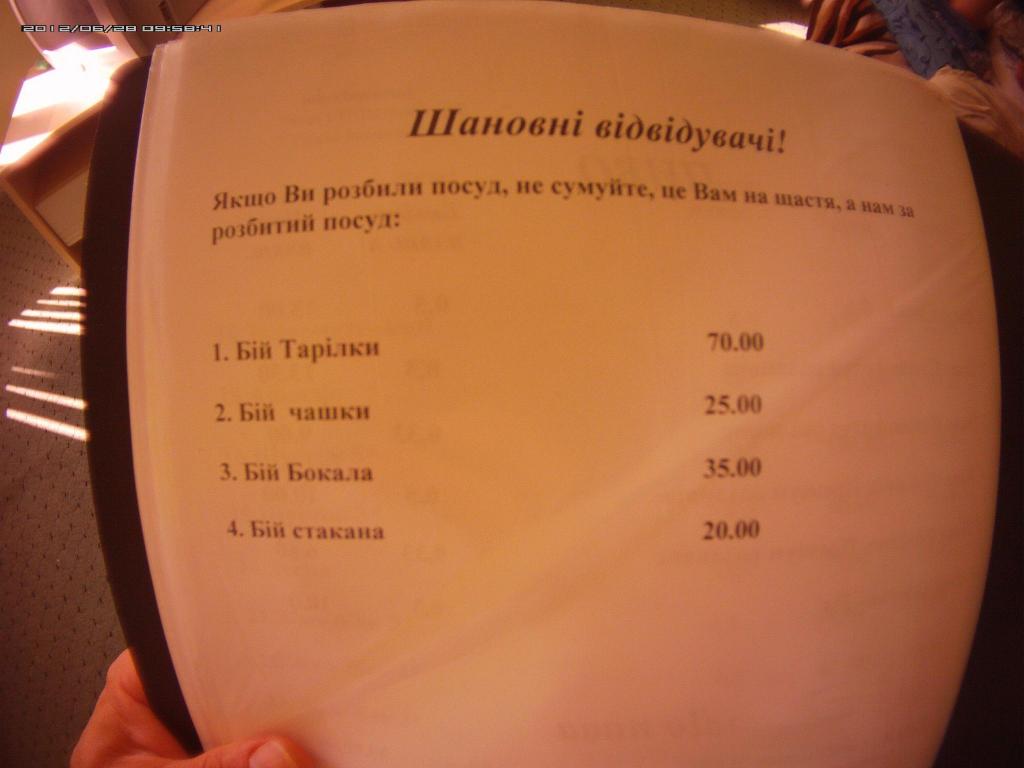 2012/06/28 09:58:41
Шановні відвідувачі!
Якщо Ви розбили посуд, не сумуйте, це Вам на щастя, а нам за
розбитий посуд:
1. Бій Тарілки 70.00
2. Бій чашки 25.00
3. Бій Бокала 35.00
4. Бій стакана 20.00